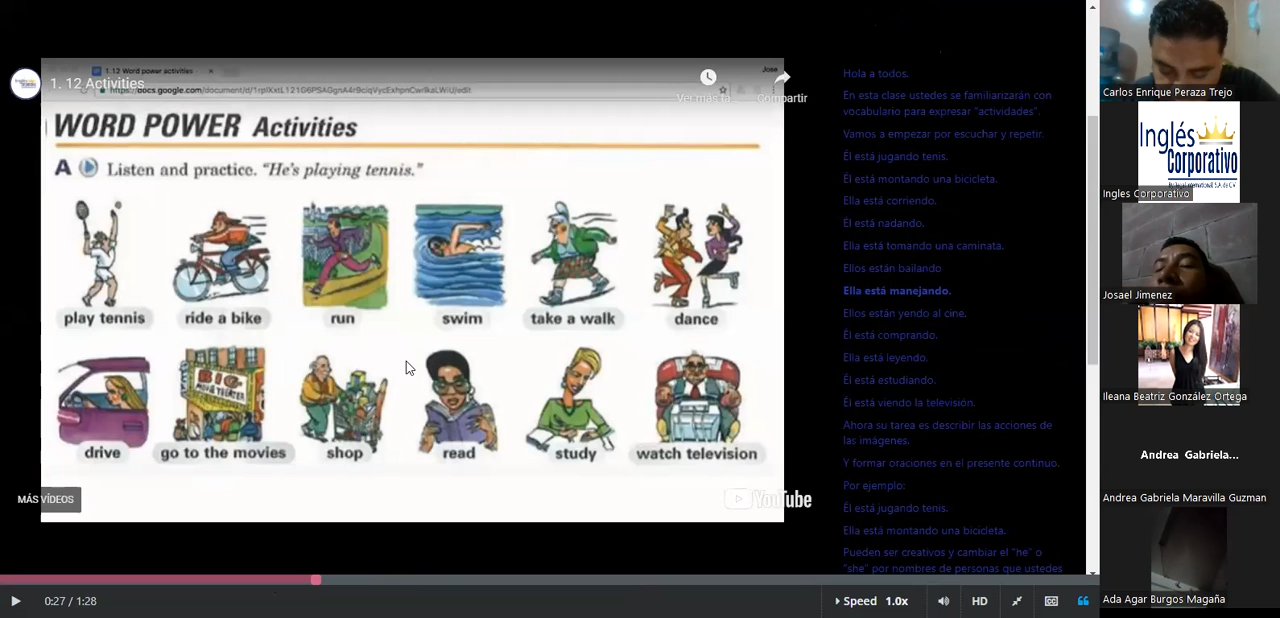 1. 12 Activities
1.12 Word power activities
Jose
Ver más ta...
Compartir
WORD POWER Activities
A Listen and practice. "He's playing tennis."
play tennis
ride a bike
run
swim
take a walk
dance
BIG
drive
go to the movies
shop
read
study
watch television
MÁS VÍDEOS
YouTube
Hola a todos,
En esta clase ustedes se familiarizarán con
vocabulario para expresar "actividades".
Vamos a empezar por escuchar y repetir.
Él está jugando tenis.
Él está montando una bicicleta.
Ella está corriendo.
Él está nadando.
Ella está tomando una caminata.
Ellos están bailando
Ella está manejando.
Ellos están yendo al cine.
Él está comprando.
Ella está leyendo.
Él está estudiando.
Él está viendo la televisión.
Ahora su tarea es describir las acciones de
las imágenes.
Y formar oraciones en el presente continuo.
Por ejemplo:
Él está jugando tenis.
Ella está montando una bicicleta.
Pueden ser creativos y cambiar el "he" o
"she" por nombres de personas que ustedes
0:27 / 1:28
Speed 1.0x
HD
CC
Carlos Enrique Peraza Trejo
Inglés
Corporativo
Ingles Corporativo
Josael Jimenez
Ileana Beatriz González Ortega
Andrea Gabriela...
Andrea Gabriela Maravilla Guzman
Ada Agar Burgos Magaña